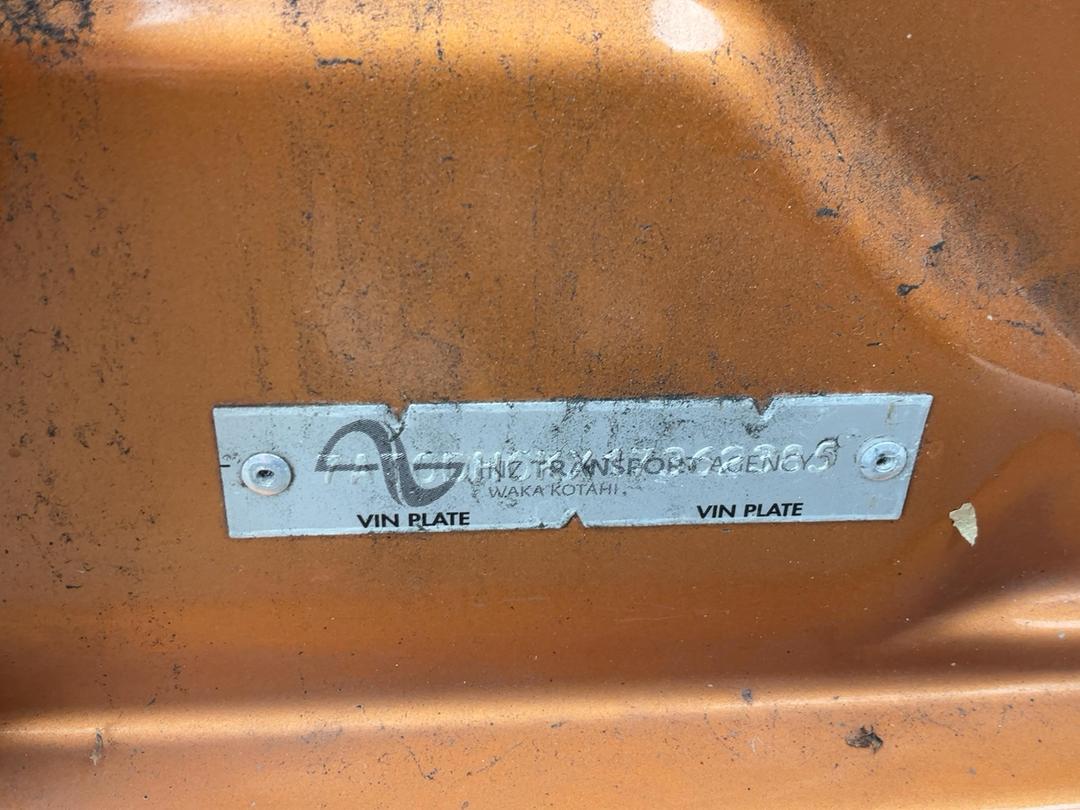 NZ TRANSPORT AGENCY
WAKA KOTAHI
VIN PLATE VIN PLATE